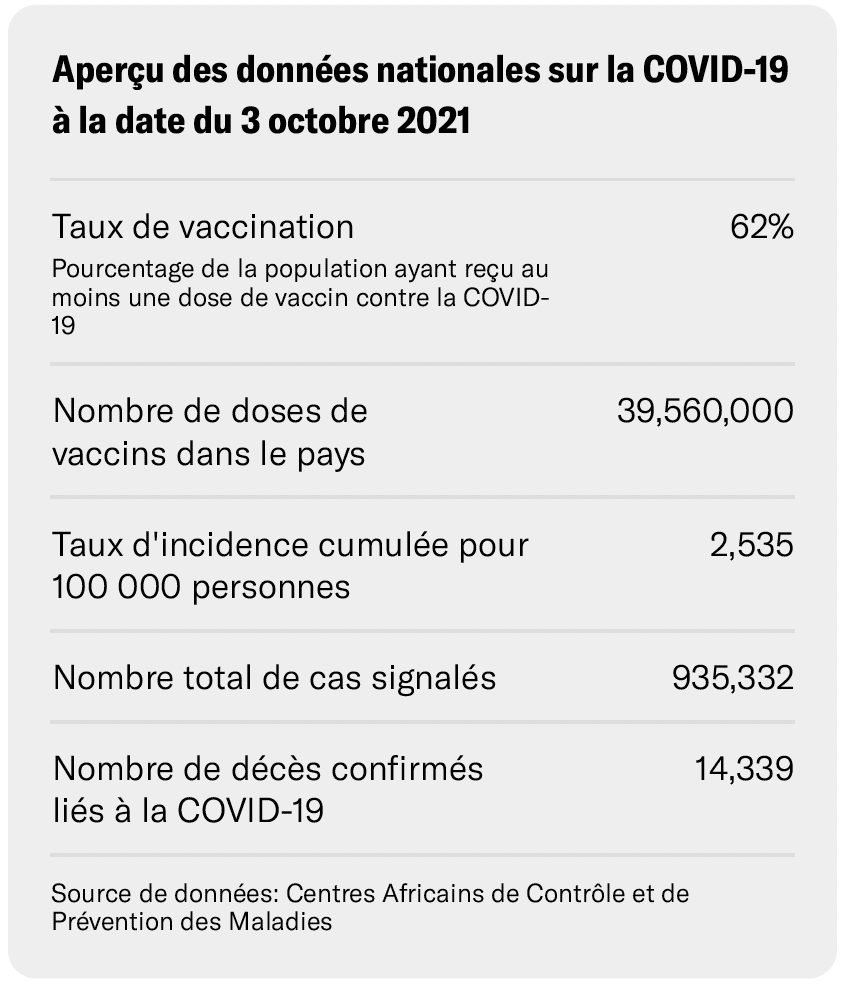 Aperçu des données nationales sur la COVID-19
à la date du 3 octobre 2021
Taux de vaccination
62%
Pourcentage de la population ayant reçu au
moins une dose de vaccin contre la COVID-
19
Nombre de doses de
39,560,000
vaccins dans le pays
Taux d'incidence cumulée pour
2,535
100 000 personnes
Nombre total de cas signalés
935,332
Nombre de décès confirmés
14,339
liés à la COVID-19
Source de données: Centres Africains de Contrôle et de
Prévention des Maladies